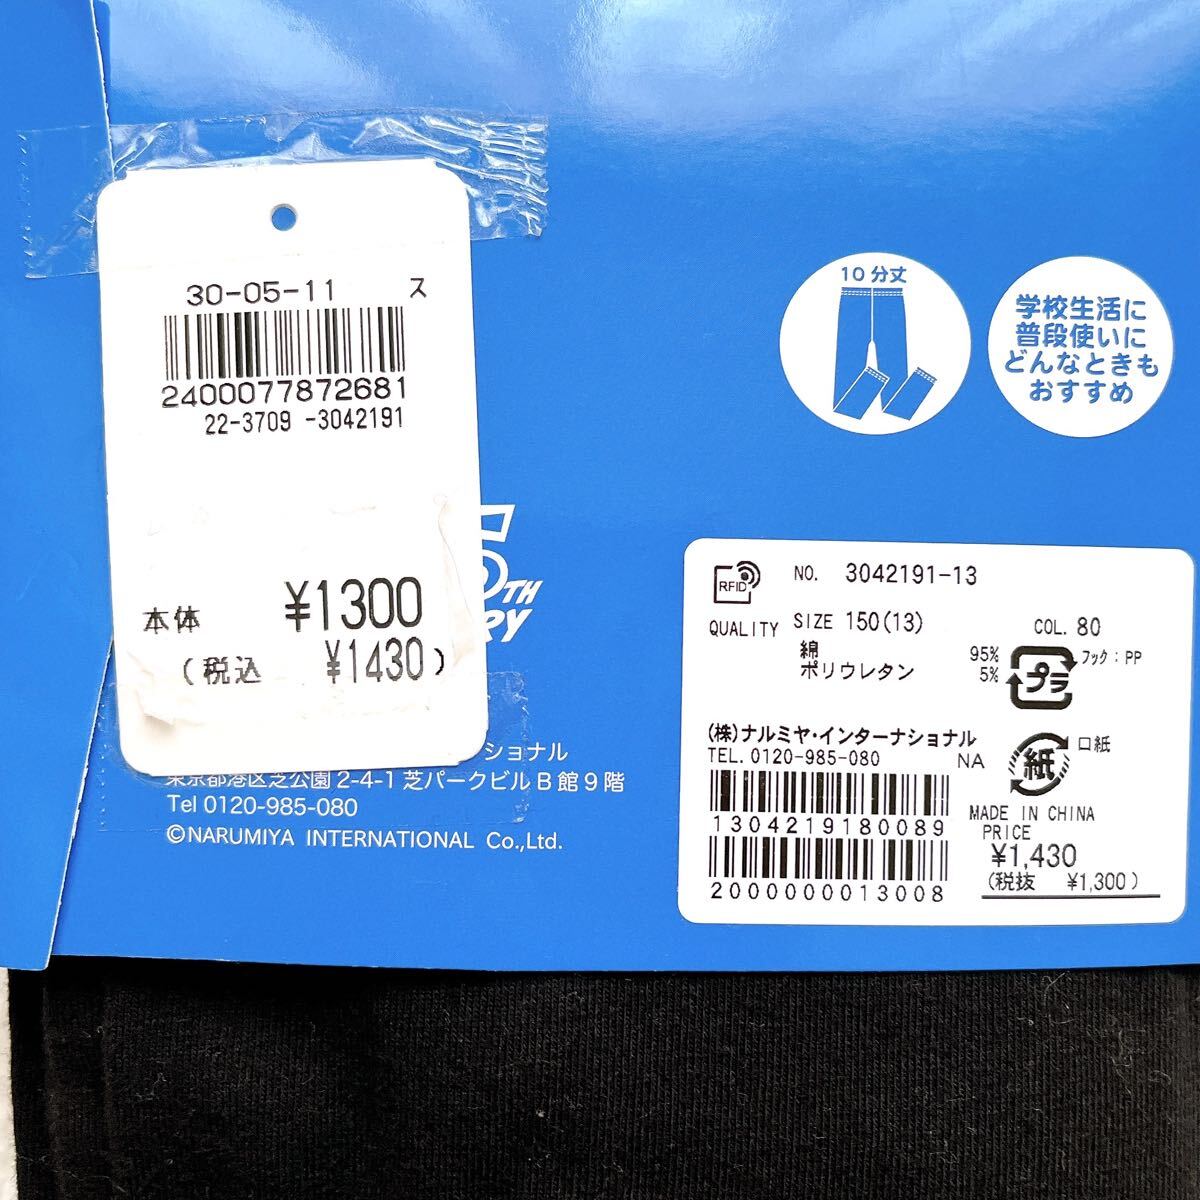 30-05-11 ス
2400077872681
22-3709 -3042191
本体 ¥1300
(税込 ¥1430)
10分丈
学校生活に
普段使いに
どんなときも
おすすめ
TH
RY
ショナル
東京都港区芝公園2-4-1 芝パークビルB館9階
Tel 0120-985-080
©NARUMIYA INTERNATIONAL Co.,Ltd.
RFID
NO. 3042191-13
QUALITY SIZE 150(13) COL. 80
綿 95%
ポリウレタン 5%
プラ フック:PP
(株)ナルミヤ・インターナショナル
TEL. 0120-985-080 NA
紙 口紙
1304219180089
2000000013008
MADE IN CHINA
PRICE
¥1,430
(税抜 ¥1,300)